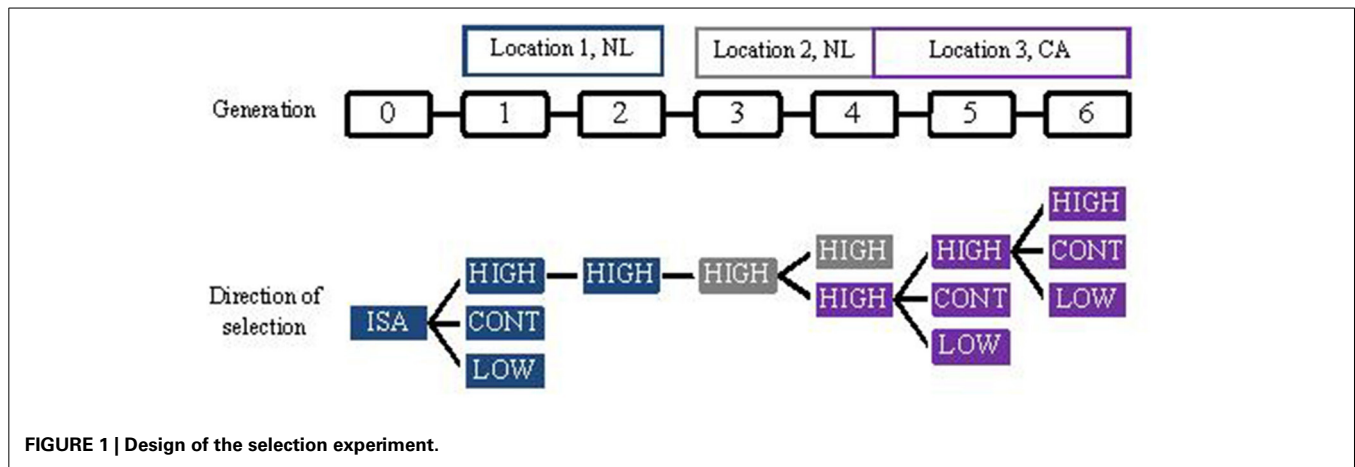 Location 1, NL Location 2, NL Location 3, CA
Generation 0 1 2 3 4 5 6
HIGH
HIGH HIGH CONT
HIGH HIGH HIGH HIGH CONT LOW
Direction of selection ISA CONT LOW
LOW
FIGURE 1 | Design of the selection experiment.